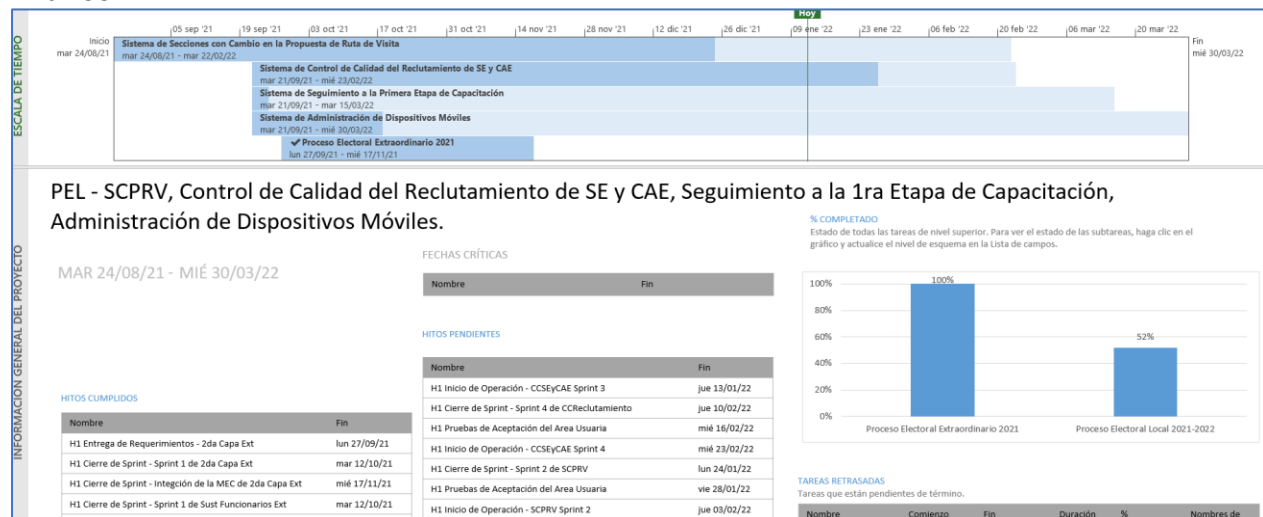 Hoy
05 sep '21 19 sep '21 03 oct '21 17 oct '21 31 oct '21 14 nov '21 28 nov '21 12 dic '21 26 dic '21 09 ene '22 23 ene '22 06 feb '22 20 feb '22 06 mar '22 20 mar '22
ESCALA DE TIEMPO
Inicio
mar 24/08/21
Sistema de Secciones con Cambio en la Propuesta de Ruta de Visita
mar 24/08/21 - mar 22/02/22
Sistema de Control de Calidad del Reclutamiento de SE y CAE
mar 21/09/21 - mié 23/02/22
Sistema de Seguimiento a la Primera Etapa de Capacitación
mar 21/09/21 - mar 15/03/22
Sistema de Administración de Dispositivos Móviles
mar 21/09/21 - mié 30/03/22
✓ Proceso Electoral Extraordinario 2021
lun 27/09/21 - mié 17/11/21
Fin
mié 30/03/22
INFORMACIÓN GENERAL DEL PROYECTO
PEL - SCPRV, Control de Calidad del Reclutamiento de SE y CAE, Seguimiento a la 1ra Etapa de Capacitación,
Administración de Dispositivos Móviles.
MAR 24/08/21 - MIÉ 30/03/22
HITOS CUMPLIDOS
Nombre Fin
H1 Entrega de Requerimientos - 2da Capa Ext lun 27/09/21
H1 Cierre de Sprint - Sprint 1 de 2da Capa Ext mar 12/10/21
H1 Cierre de Sprint - Integción de la MEC de 2da Capa Ext mié 17/11/21
H1 Cierre de Sprint - Sprint 1 de Sust Funcionarios Ext mar 12/10/21
FECHAS CRÍTICAS
Nombre Fin
HITOS PENDIENTES
Nombre Fin
H1 Inicio de Operación - CCSEyCAE Sprint 3 jue 13/01/22
H1 Cierre de Sprint - Sprint 4 de CCReclutamiento jue 10/02/22
H1 Pruebas de Aceptación del Area Usuaria mié 16/02/22
H1 Inicio de Operación - CCSEyCAE Sprint 4 mié 23/02/22
H1 Cierre de Sprint - Sprint 2 de SCPRV lun 24/01/22
H1 Pruebas de Aceptación del Area Usuaria vie 28/01/22
H1 Inicio de Operación - SCPRV Sprint 2 jue 03/02/22
% COMPLETADO
Estado de todas las tareas de nivel superior. Para ver el estado de las subtareas, haga clic en el
gráfico y actualice el nivel de esquema en la Lista de campos.
100%
80%
60%
40%
20%
0%
100%
52%
Proceso Electoral Extraordinario 2021 Proceso Electoral Local 2021-2022
TAREAS RETRASADAS
Tareas que están pendientes de término.
Nombre Comienzo Fin Duración % Nombres de